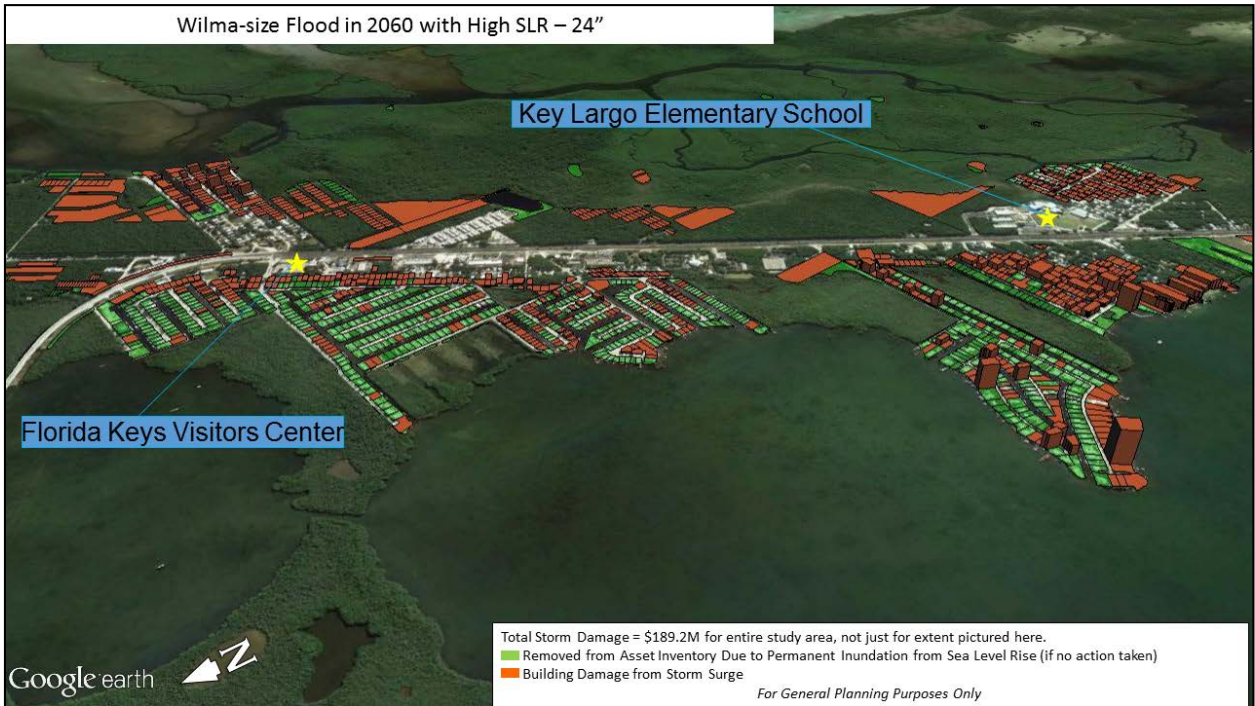 Wilma-size Flood in 2060 with High SLR – 24”
Key Largo Elementary School
Florida Keys Visitors Center
Total Storm Damage = $189.2M for entire study area, not just for extent pictured here.
Removed from Asset Inventory Due to Permanent Inundation from Sea Level Rise (if no action taken)
Building Damage from Storm Surge
For General Planning Purposes Only
Google earth
N